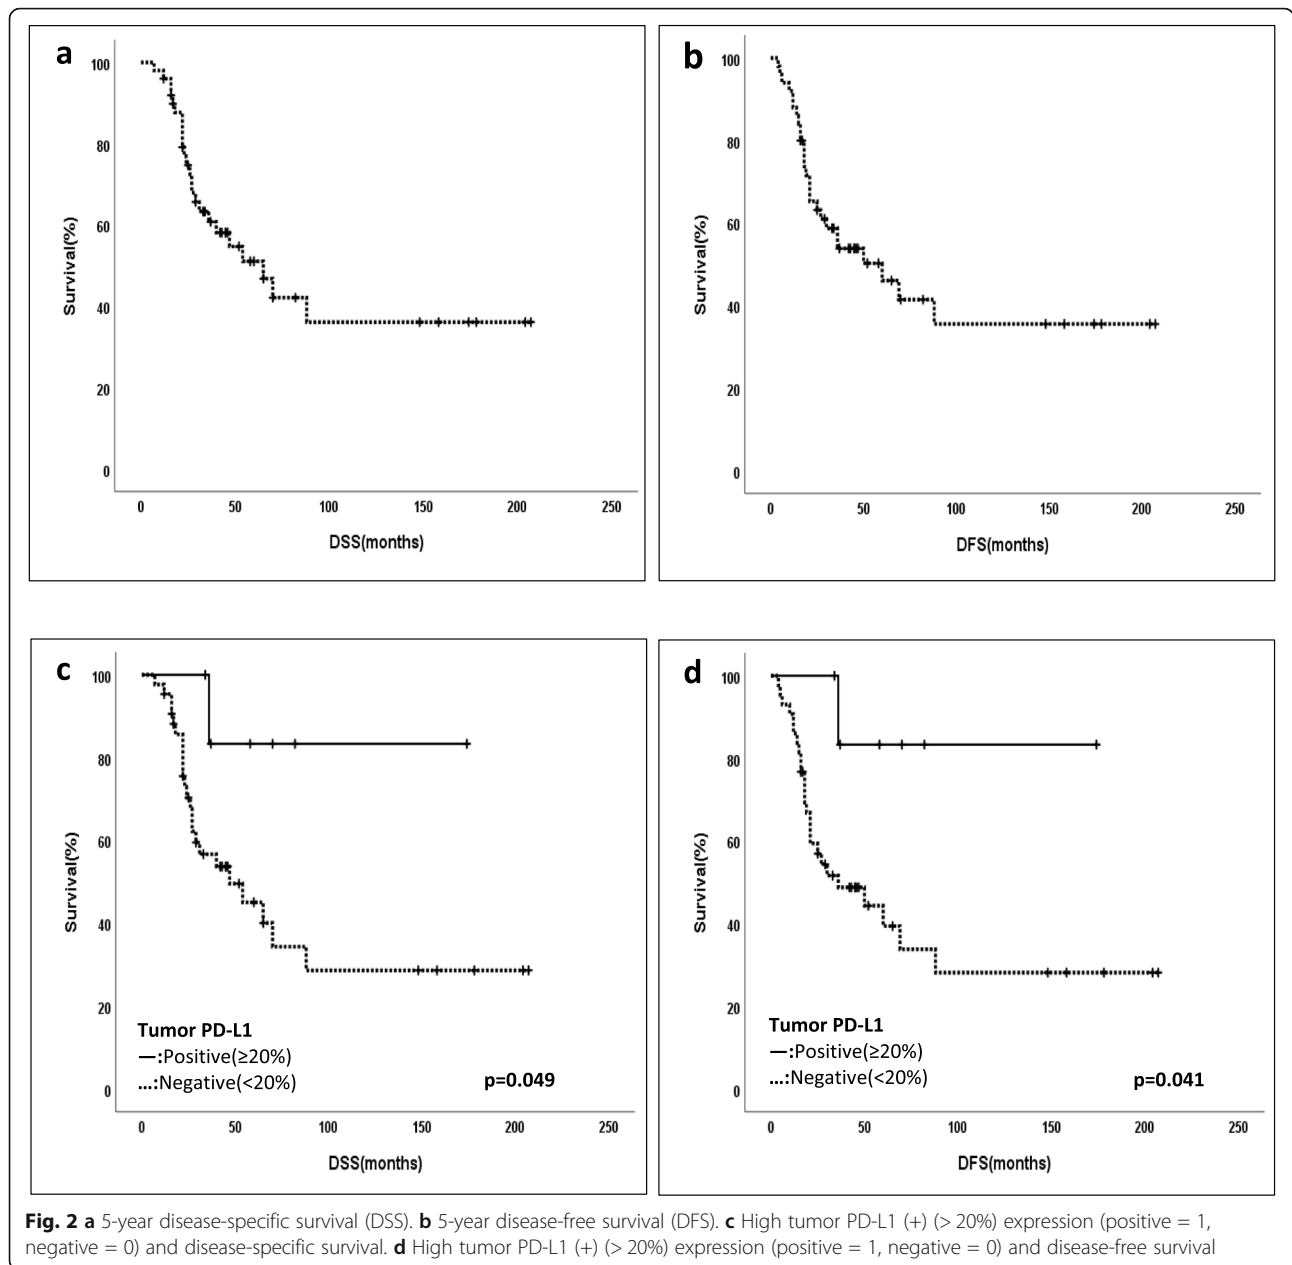 a
100
80
60
40
20
0
Survival(%)
0 50 100 150 200 250
DSS(months)
b
100
80
60
40
20
0
Survival(%)
0 50 100 150 200 250
DFS(months)
c
100
80
60
40
20
0
Survival(%)
Tumor PD-L1
—:Positive(≥20%)
...:Negative(<20%)
p=0.049
0 50 100 150 200 250
DSS(months)
d
100
80
60
40
20
0
Survival(%)
Tumor PD-L1
—:Positive(≥20%)
...:Negative(<20%)
p=0.041
0 50 100 150 200 250
DFS(months)
Fig. 2 a 5-year disease-specific survival (DSS). b 5-year disease-free survival (DFS). c High tumor PD-L1 (+) (> 20%) expression (positive = 1,
negative = 0) and disease-specific survival. d High tumor PD-L1 (+) (> 20%) expression (positive = 1, negative = 0) and disease-free survival